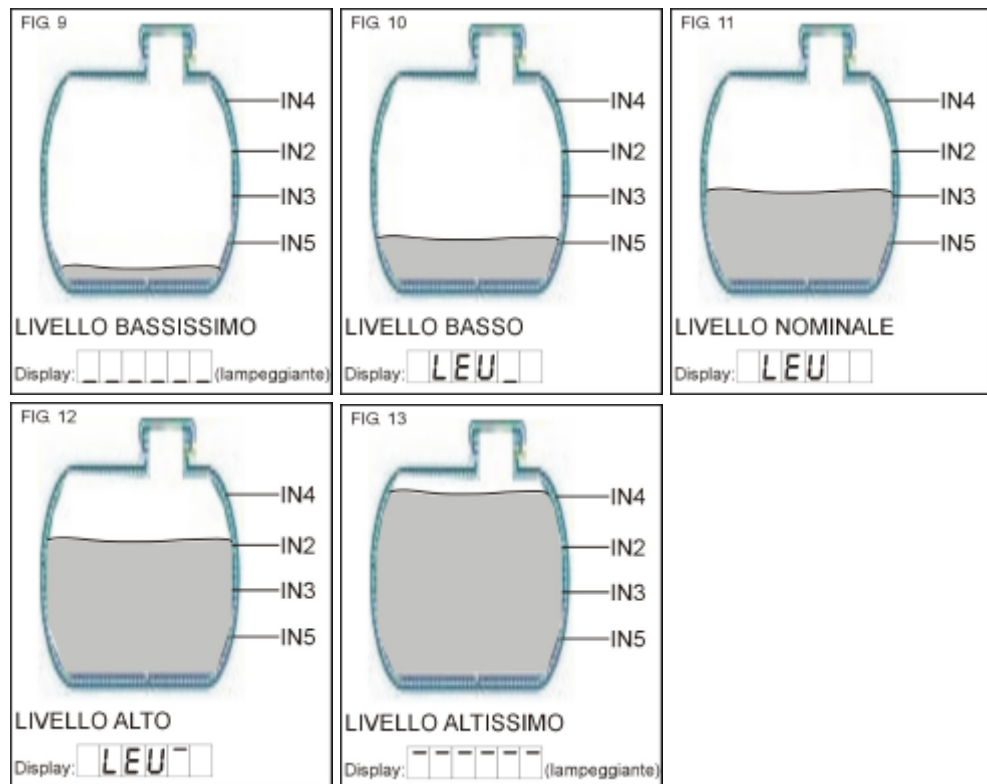 FIG. 9
IN4
IN2
IN3
IN5
LIVELLO BASSISSIMO
Display: _ _ _ _ _ _ (lampeggiante)
FIG. 10
IN4
IN2
IN3
IN5
LIVELLO BASSO
Display: LEU_
FIG. 11
IN4
IN2
IN3
IN5
LIVELLO NOMINALE
Display: LEU
FIG. 12
IN4
IN2
IN3
IN5
LIVELLO ALTO
Display: LEU¯
FIG. 13
IN4
IN2
IN3
IN5
LIVELLO ALTISSIMO
Display: ¯ ¯ ¯ ¯ ¯ ¯ (lampeggiante)